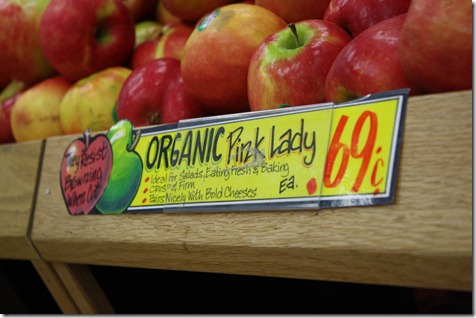 They Resist
Browning
When Cut!
ORGANIC Pink Lady
Ideal For Salads, Eating Fresh & Baking
Crisp & Firm
Pairs Nicely With Bold Cheeses
Ea.
69¢